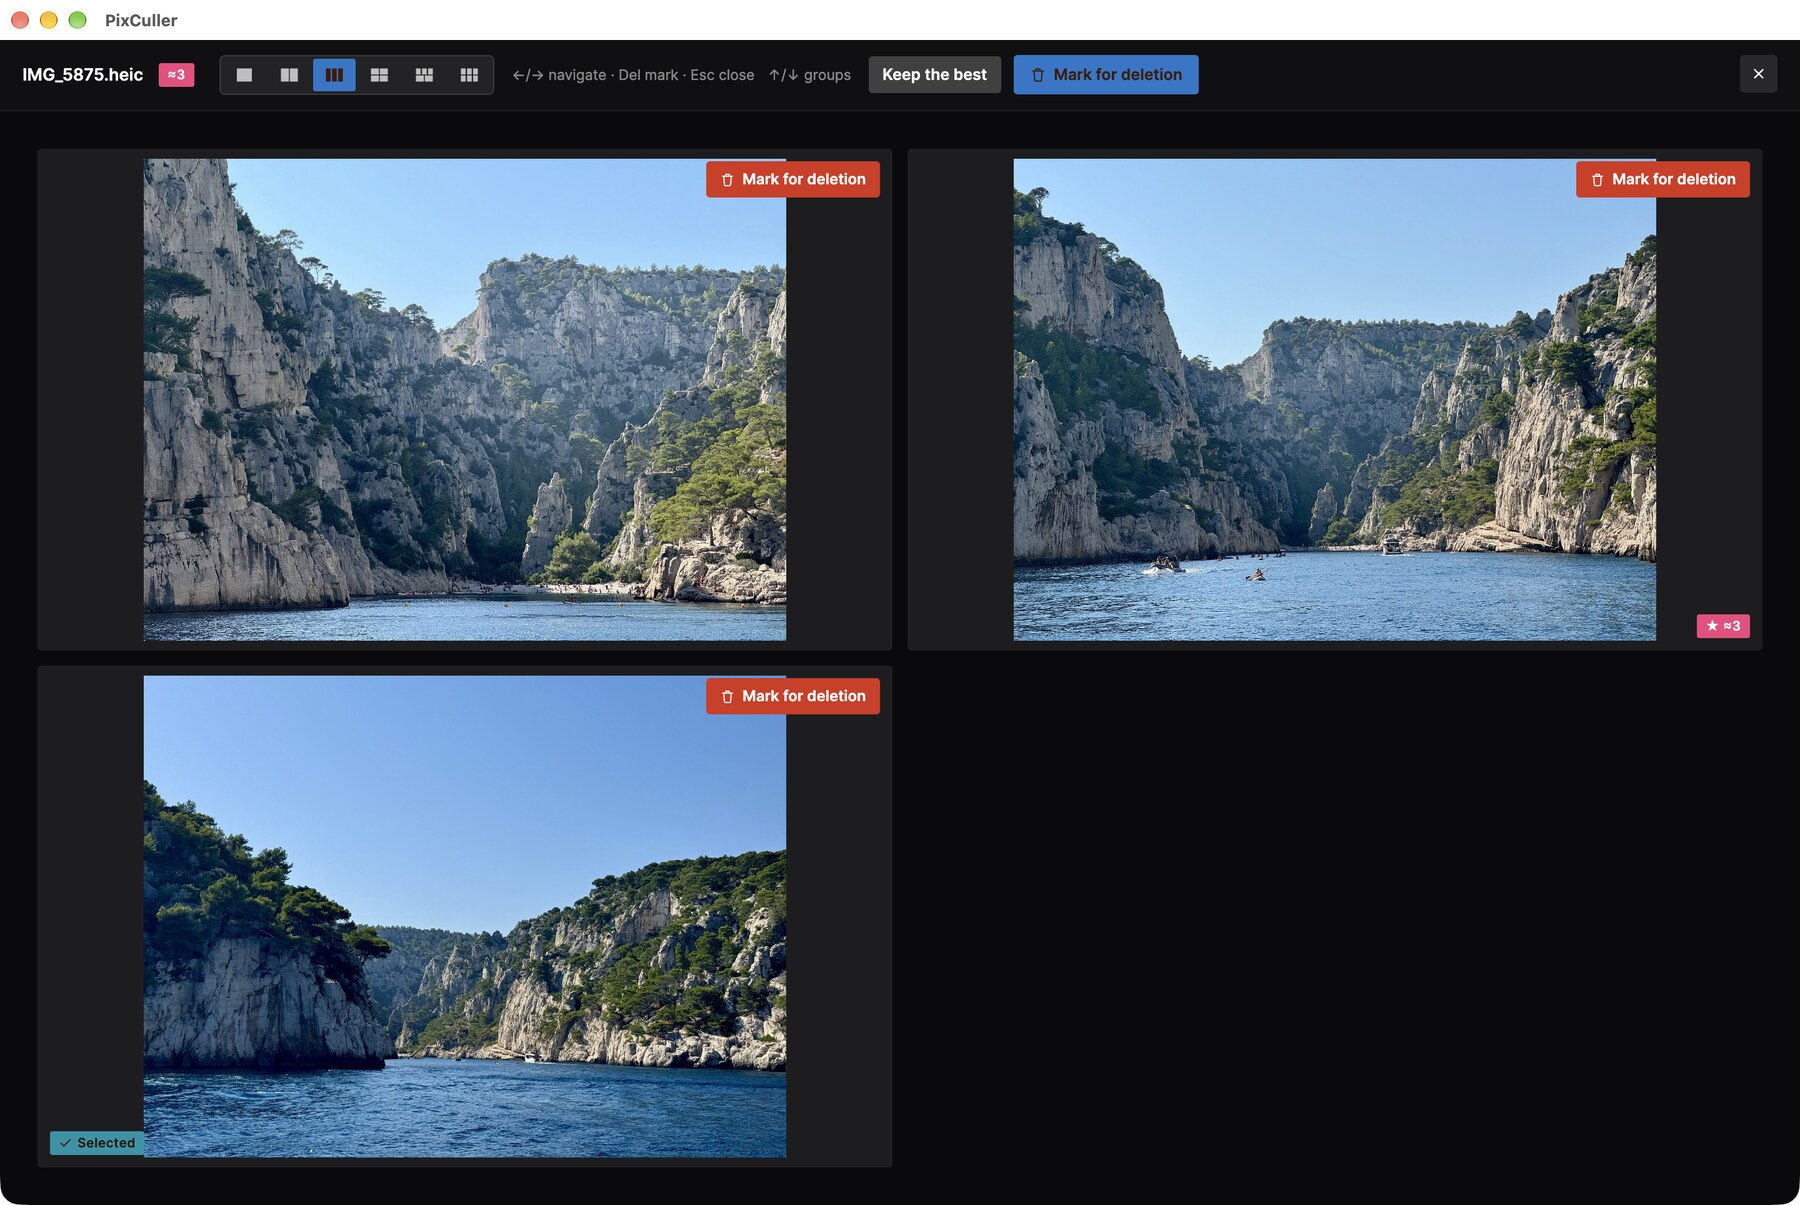 PixCuller
IMG_5875.heic ≈3 ←/→ navigate · Del mark · Esc close ↑/↓ groups Keep the best Mark for deletion
Mark for deletion
Mark for deletion
★ ≈3
Mark for deletion
✓ Selected